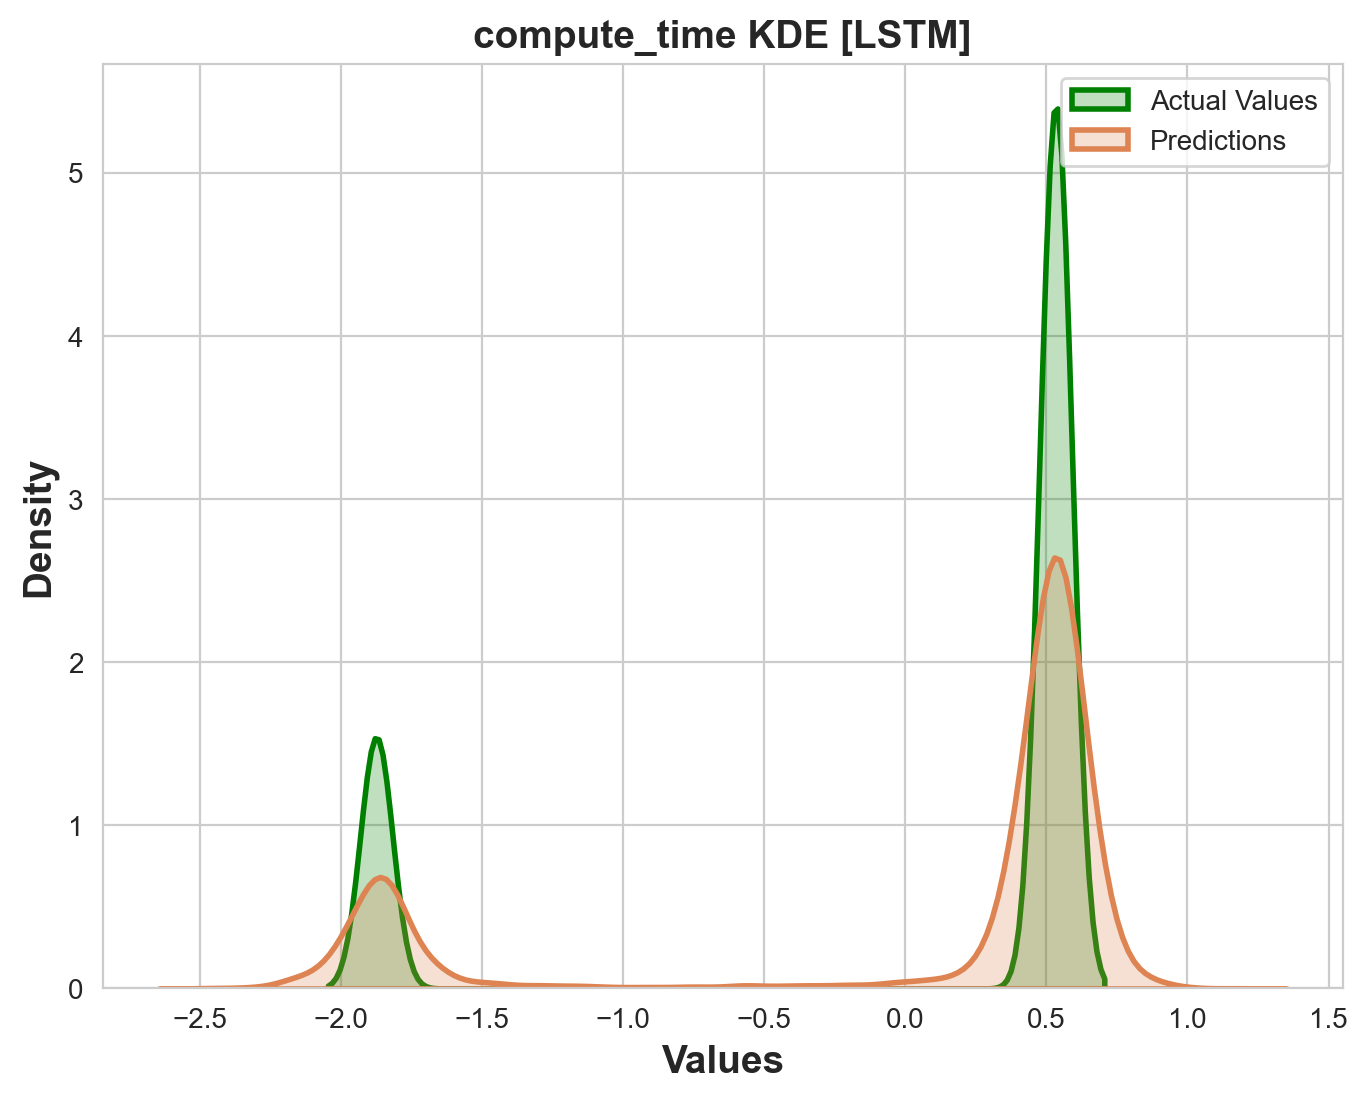 compute_time KDE [LSTM]
Actual Values
Predictions
Density
5
4
3
2
1
0
−2.5 −2.0 −1.5 −1.0 −0.5 0.0 0.5 1.0 1.5
Values